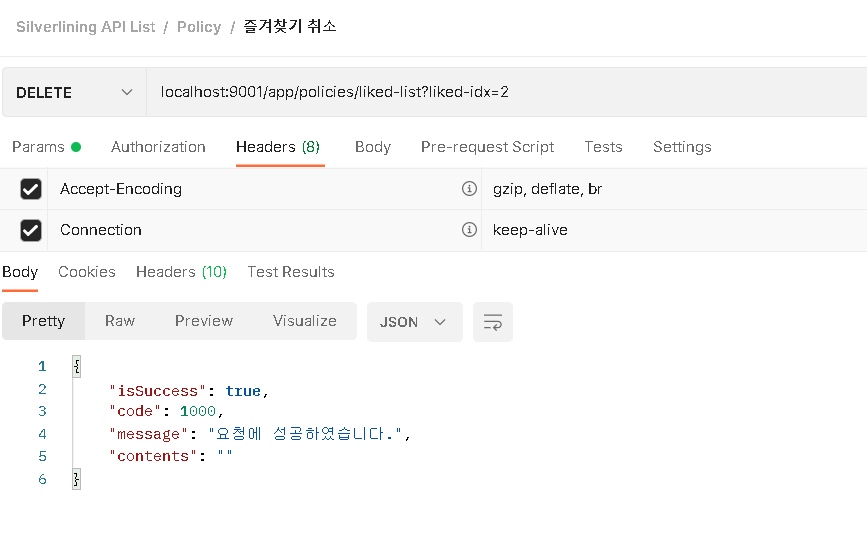 Silverlining API List / Policy / 즐겨찾기 취소
DELETE localhost:9001/app/policies/liked-list?liked-idx=2
Params Authorization Headers (8) Body Pre-request Script Tests Settings
Accept-Encoding gzip, deflate, br
Connection keep-alive
Body Cookies Headers (10) Test Results
Pretty Raw Preview Visualize JSON
1 {
2 "isSuccess": true,
3 "code": 1000,
4 "message": "요청에 성공하였습니다.",
5 "contents": ""
6 }